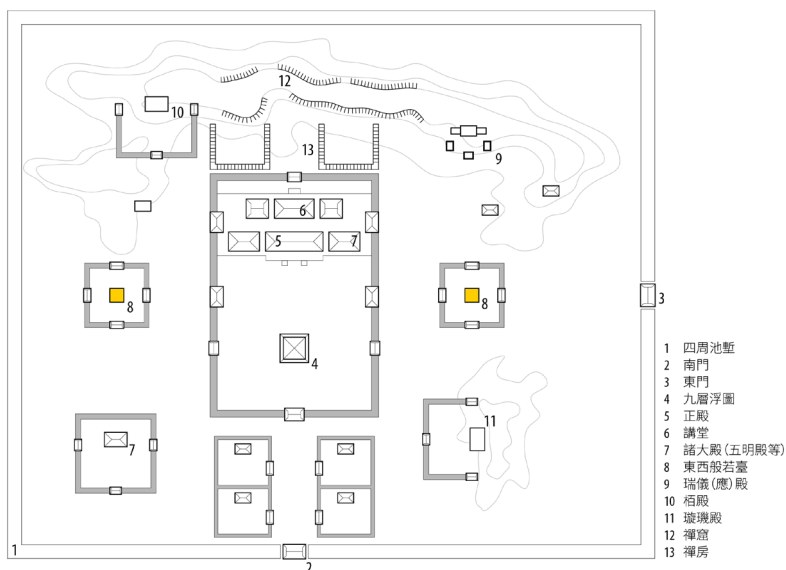 12
10
13
9
6
5
7
8
8
3
4
11
7
1
2
1 四周池塹
2 南門
3 東門
4 九層浮圖
5 正殿
6 講堂
7 諸大殿(五明殿等)
8 東西般若臺
9 瑞儀(應)殿
10 栢殿
11 璇璣殿
12 禪窟
13 禪房